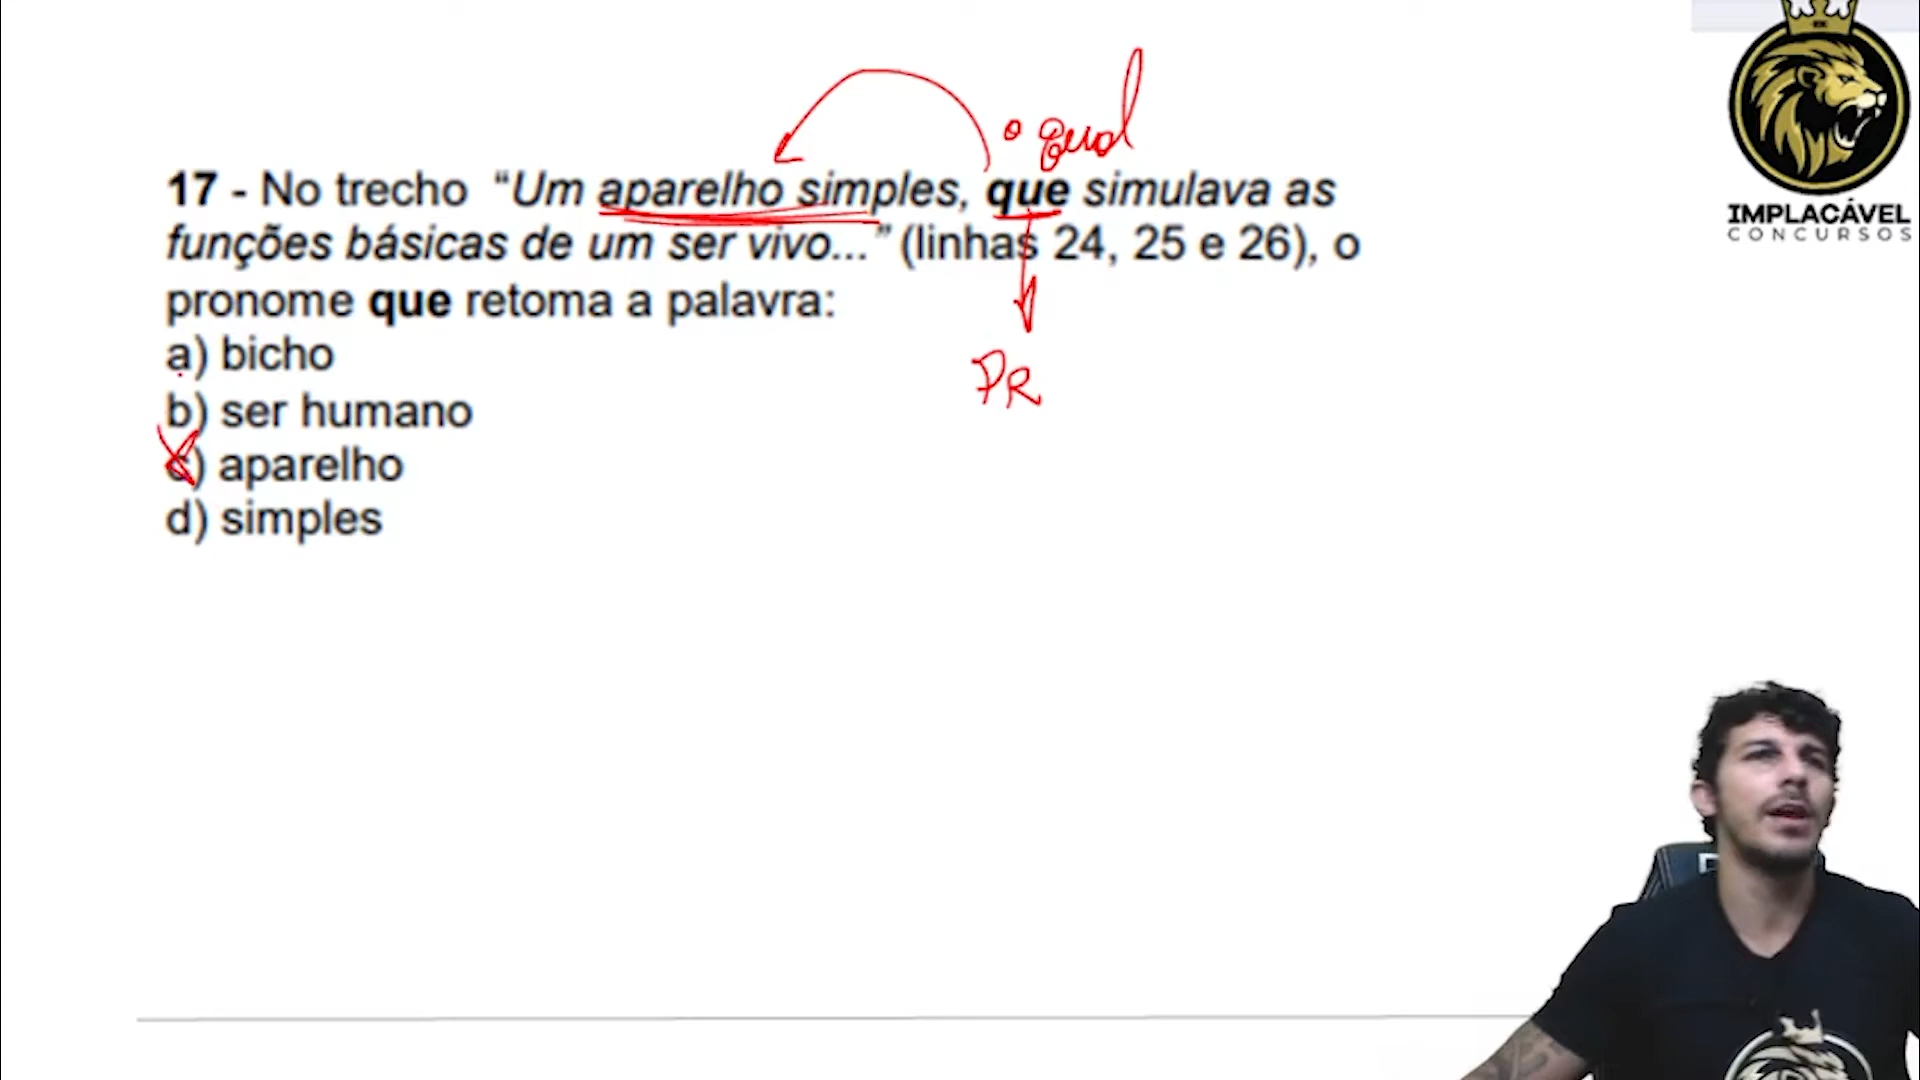 o qual
17 - No trecho “Um aparelho simples, que simulava as
funções básicas de um ser vivo...” (linhas 24, 25 e 26), o
pronome que retoma a palavra:
a) bicho
b) ser humano
c) aparelho
d) simples
PR
IMPLACÁVEL
CONCURSOS